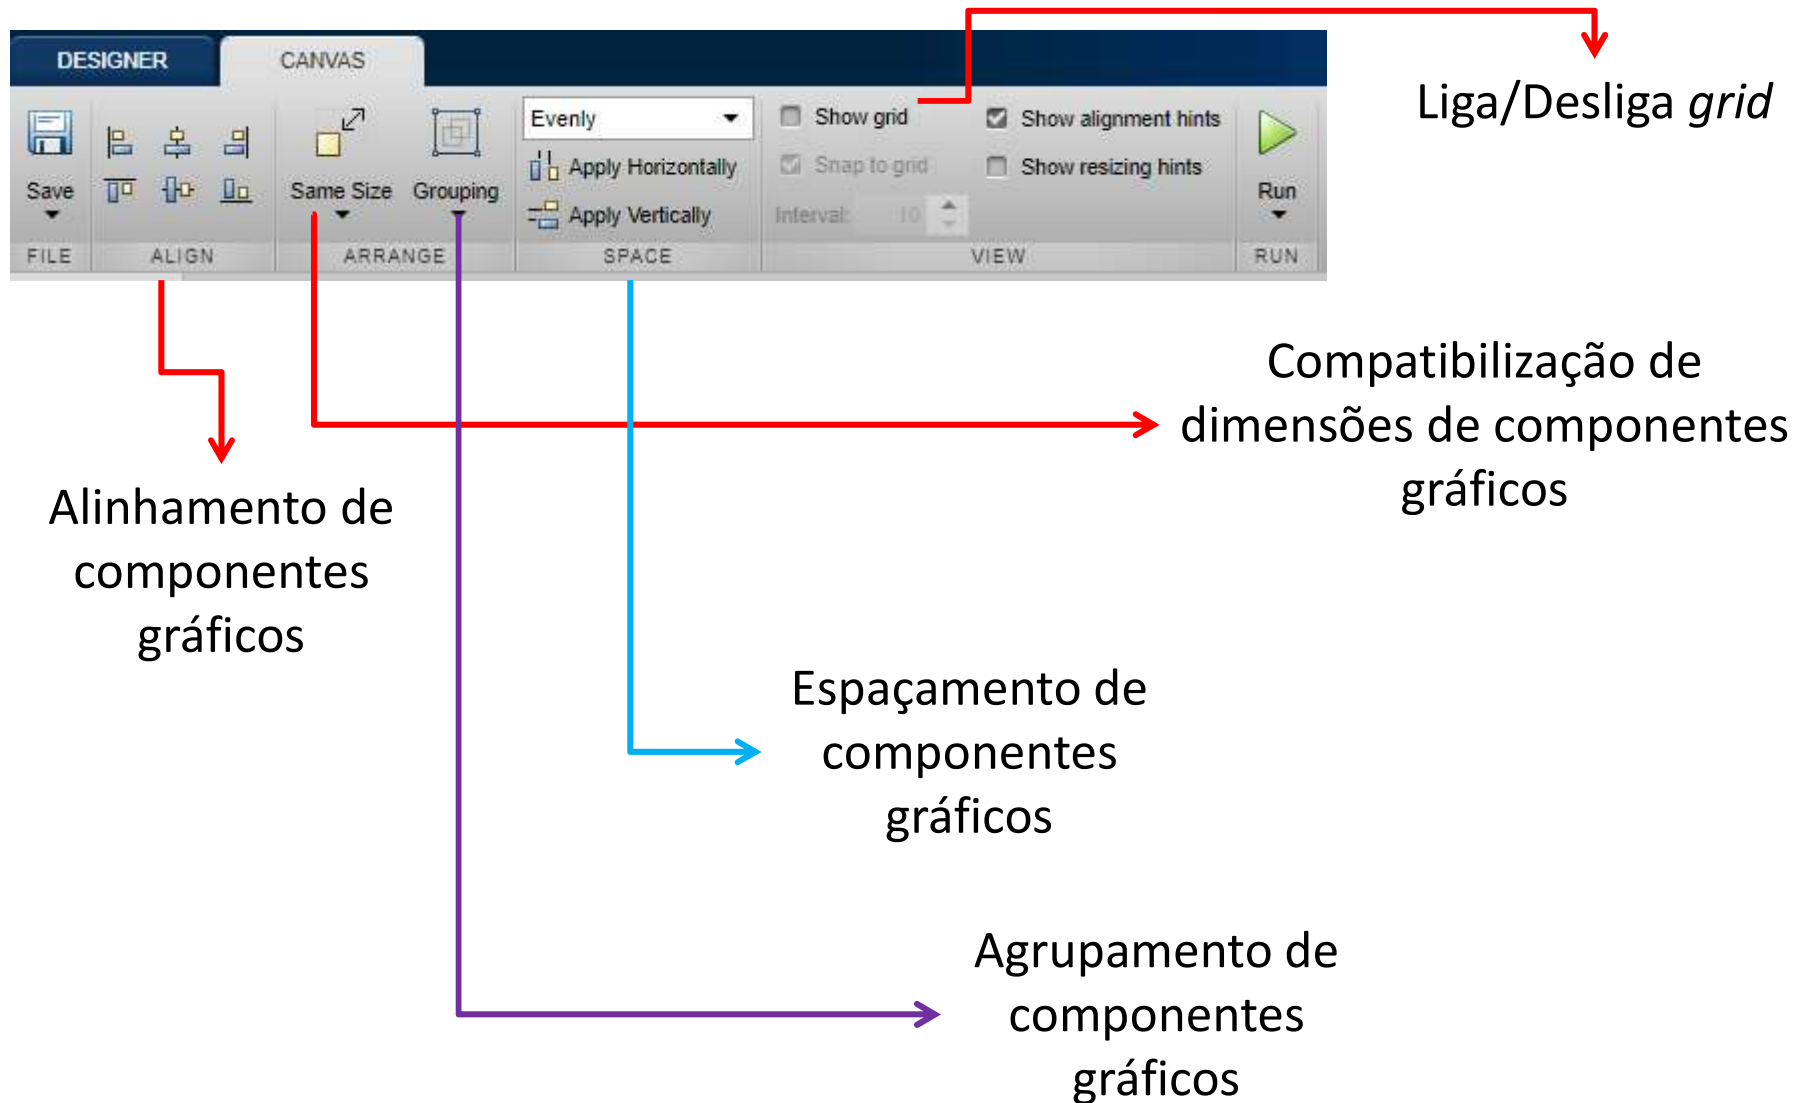 DESIGNER
CANVAS
Save
FILE
ALIGN
Same Size
Grouping
ARRANGE
Evenly
Apply Horizontally
Apply Vertically
SPACE
Show grid
Snap to grid
Interval: 10
Show alignment hints
Show resizing hints
VIEW
Run
RUN
Liga/Desliga grid
Compatibilização de
dimensões de componentes
gráficos
Alinhamento de
componentes
gráficos
Espaçamento de
componentes
gráficos
Agrupamento de
componentes
gráficos